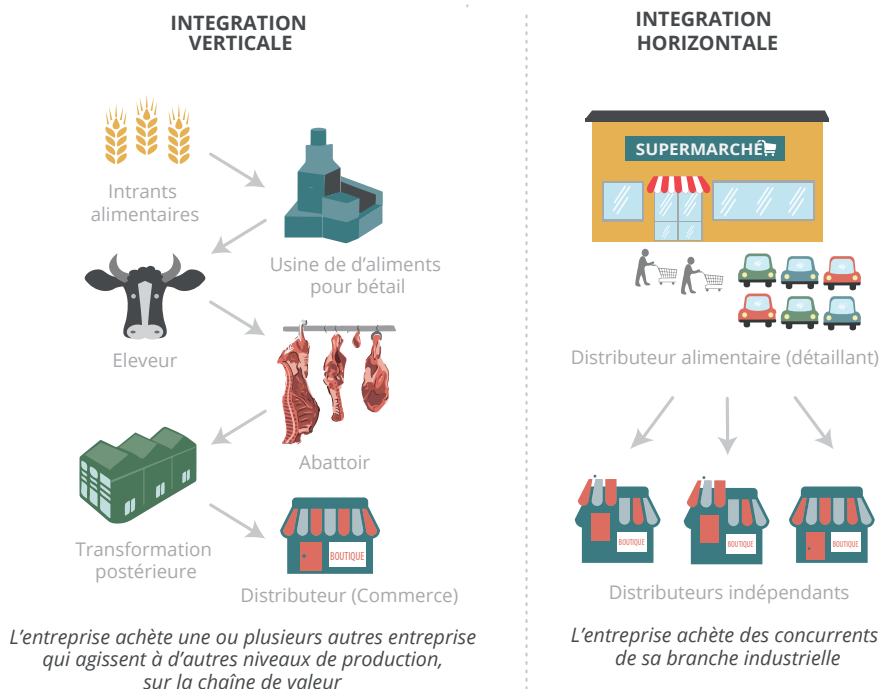 INTEGRATION
VERTICALE
Intrants
alimentaires
Usine de d’aliments
pour bétail
Eleveur
Abattoir
Transformation
postérieure
BOUTIQUE
Distributeur (Commerce)
L’entreprise achète une ou plusieurs autres entreprise
qui agissent à d’autres niveaux de production,
sur la chaîne de valeur
INTEGRATION
HORIZONTALE
SUPERMARCHÉ
Distributeur alimentaire (détaillant)
BOUTIQUE
BOUTIQUE
BOUTIQUE
Distributeurs indépendants
L’entreprise achète des concurrents
de sa branche industrielle